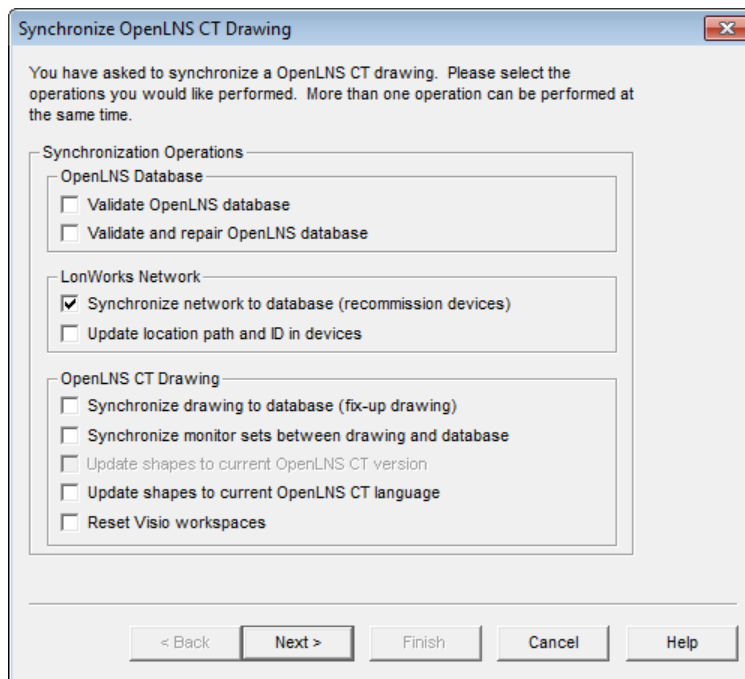 Synchronize OpenLNS CT Drawing
You have asked to synchronize a OpenLNS CT drawing. Please select the
operations you would like performed. More than one operation can be performed at
the same time.
Synchronization Operations
OpenLNS Database
Validate OpenLNS database
Validate and repair OpenLNS database
LonWorks Network
Synchronize network to database (recommission devices)
Update location path and ID in devices
OpenLNS CT Drawing
Synchronize drawing to database (fix-up drawing)
Synchronize monitor sets between drawing and database
Update shapes to current OpenLNS CT version
Update shapes to current OpenLNS CT language
Reset Visio workspaces
< Back Next > Finish Cancel Help